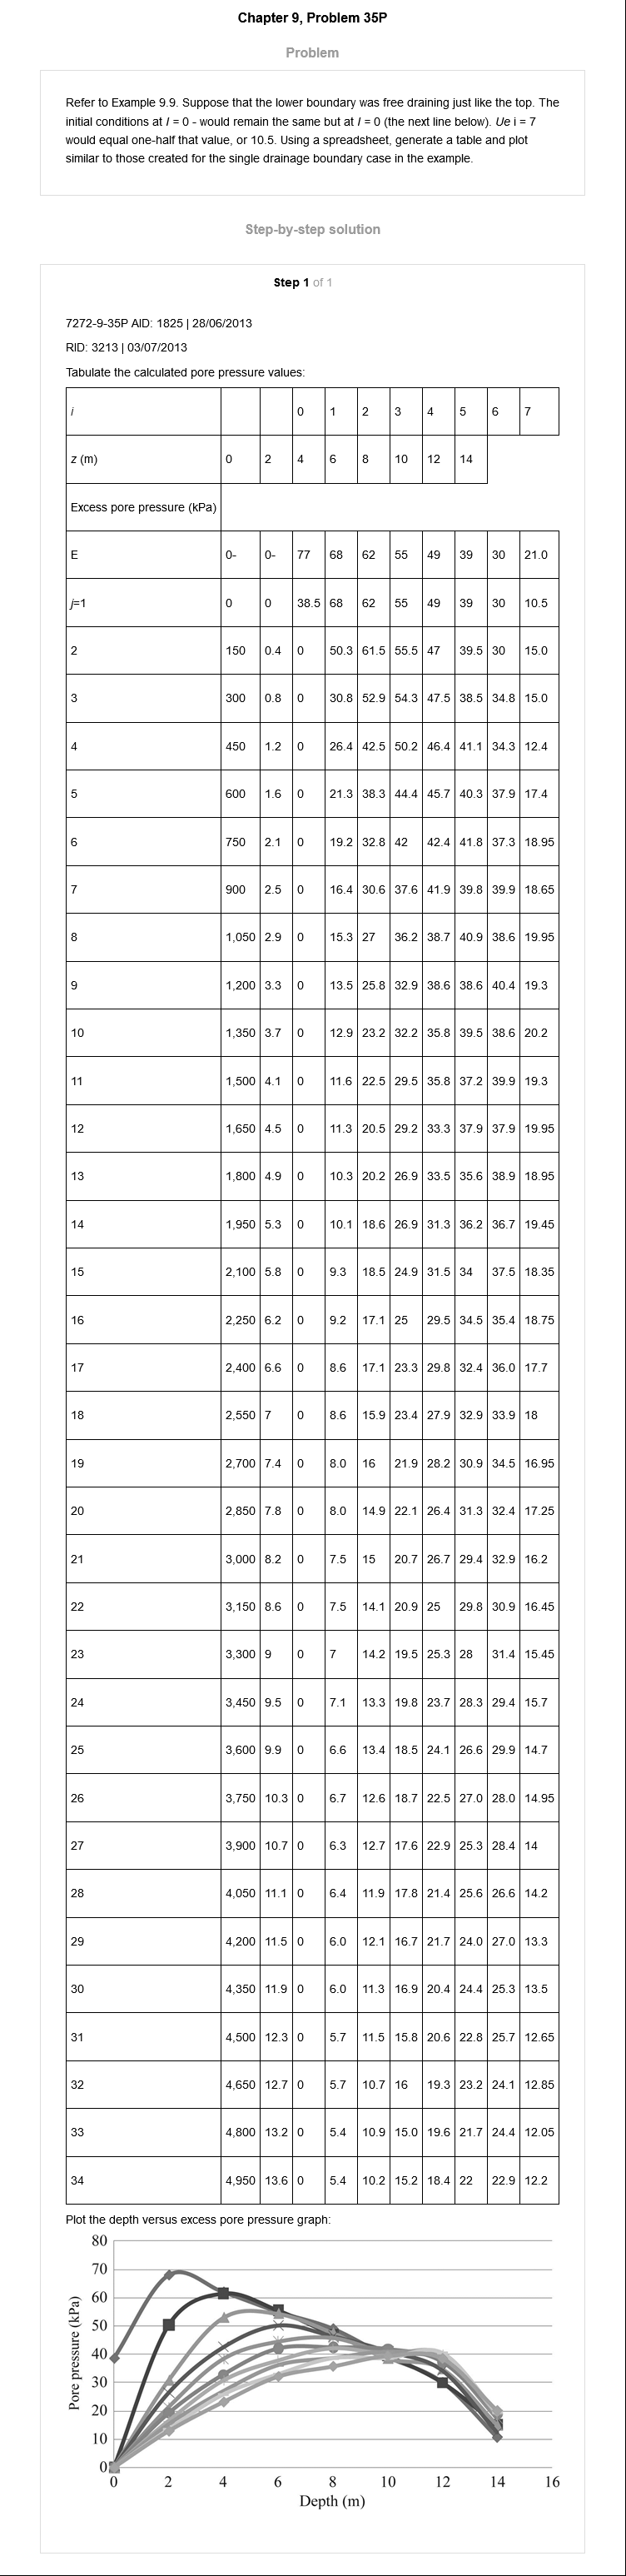 Chapter 9, Problem 35P
Problem
Refer to Example 9.9. Suppose that the lower boundary was free draining just like the top. The
initial conditions at I = 0 - would remain the same but at I = 0 (the next line below). Ue i = 7
would equal one-half that value, or 10.5. Using a spreadsheet, generate a table and plot
similar to those created for the single drainage boundary case in the example.
Step-by-step solution
Step 1 of 1
7272-9-35P AID: 1825 | 28/06/2013
RID: 3213 | 03/07/2013
Tabulate the calculated pore pressure values:
i 0 1 2 3 4 5 6 7
z (m) 0 2 4 6 8 10 12 14
Excess pore pressure (kPa)
E 0- 0- 77 68 62 55 49 39 30 21.0
j=1 0 0 38.5 68 62 55 49 39 30 10.5
2 150 0.4 0 50.3 61.5 55.5 47 39.5 30 15.0
3 300 0.8 0 30.8 52.9 54.3 47.5 38.5 34.8 15.0
4 450 1.2 0 26.4 42.5 50.2 46.4 41.1 34.3 12.4
5 600 1.6 0 21.3 38.3 44.4 45.7 40.3 37.9 17.4
6 750 2.1 0 19.2 32.8 42 42.4 41.8 37.3 18.95
7 900 2.5 0 16.4 30.6 37.6 41.9 39.8 39.9 18.65
8 1,050 2.9 0 15.3 27 36.2 38.7 40.9 38.6 19.95
9 1,200 3.3 0 13.5 25.8 32.9 38.6 38.6 40.4 19.3
10 1,350 3.7 0 12.9 23.2 32.2 35.8 39.5 38.6 20.2
11 1,500 4.1 0 11.6 22.5 29.5 35.8 37.2 39.9 19.3
12 1,650 4.5 0 11.3 20.5 29.2 33.3 37.9 37.9 19.95
13 1,800 4.9 0 10.3 20.2 26.9 33.5 35.6 38.9 18.95
14 1,950 5.3 0 10.1 18.6 26.9 31.3 36.2 36.7 19.45
15 2,100 5.8 0 9.3 18.5 24.9 31.5 34 37.5 18.35
16 2,250 6.2 0 9.2 17.1 25 29.5 34.5 35.4 18.75
17 2,400 6.6 0 8.6 17.1 23.3 29.8 32.4 36.0 17.7
18 2,550 7 0 8.6 15.9 23.4 27.9 32.9 33.9 18
19 2,700 7.4 0 8.0 16 21.9 28.2 30.9 34.5 16.95
20 2,850 7.8 0 8.0 14.9 22.1 26.4 31.3 32.4 17.25
21 3,000 8.2 0 7.5 15 20.7 26.7 29.4 32.9 16.2
22 3,150 8.6 0 7.5 14.1 20.9 25 29.8 30.9 16.45
23 3,300 9 0 7 14.2 19.5 25.3 28 31.4 15.45
24 3,450 9.5 0 7.1 13.3 19.8 23.7 28.3 29.4 15.7
25 3,600 9.9 0 6.6 13.4 18.5 24.1 26.6 29.9 14.7
26 3,750 10.3 0 6.7 12.6 18.7 22.5 27.0 28.0 14.95
27 3,900 10.7 0 6.3 12.7 17.6 22.9 25.3 28.4 14
28 4,050 11.1 0 6.4 11.9 17.8 21.4 25.6 26.6 14.2
29 4,200 11.5 0 6.0 12.1 16.7 21.7 24.0 27.0 13.3
30 4,350 11.9 0 6.0 11.3 16.9 20.4 24.4 25.3 13.5
31 4,500 12.3 0 5.7 11.5 15.8 20.6 22.8 25.7 12.65
32 4,650 12.7 0 5.7 10.7 16 19.3 23.2 24.1 12.85
33 4,800 13.2 0 5.4 10.9 15.0 19.6 21.7 24.4 12.05
34 4,950 13.6 0 5.4 10.2 15.2 18.4 22 22.9 12.2
Plot the depth versus excess pore pressure graph:
80
70
60
50
40
30
20
10
0
Pore pressure (kPa)
0 2 4 6 8 10 12 14 16
Depth (m)